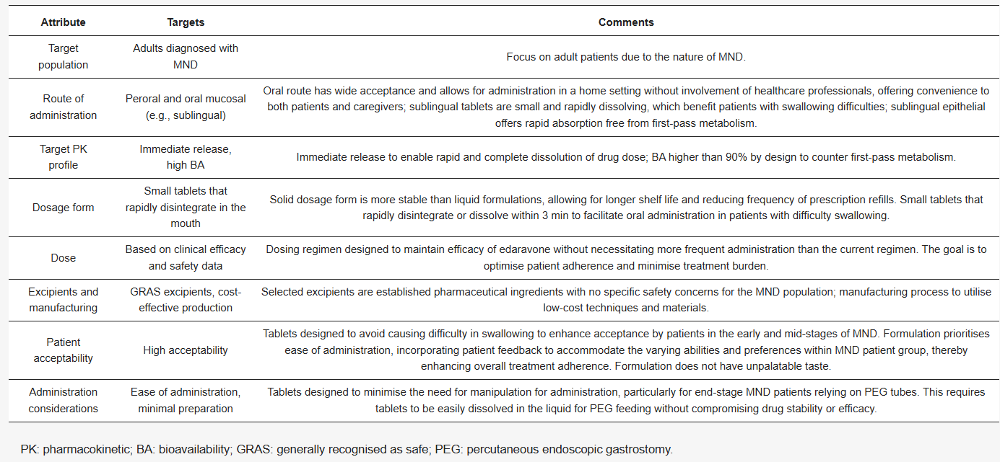 Attribute Targets Comments
Target population Adults diagnosed with MND Focus on adult patients due to the nature of MND.
Route of administration Peroral and oral mucosal (e.g., sublingual) Oral route has wide acceptance and allows for administration in a home setting without involvement of healthcare professionals, offering convenience to both patients and caregivers; sublingual tablets are small and rapidly dissolving, which benefit patients with swallowing difficulties; sublingual epithelial offers rapid absorption free from first-pass metabolism.
Target PK profile Immediate release, high BA Immediate release to enable rapid and complete dissolution of drug dose; BA higher than 90% by design to counter first-pass metabolism.
Dosage form Small tablets that rapidly disintegrate in the mouth Solid dosage form is more stable than liquid formulations, allowing for longer shelf life and reducing frequency of prescription refills. Small tablets that rapidly disintegrate or dissolve within 3 min to facilitate oral administration in patients with difficulty swallowing.
Dose Based on clinical efficacy and safety data Dosing regimen designed to maintain efficacy of edaravone without necessitating more frequent administration than the current regimen. The goal is to optimise patient adherence and minimise treatment burden.
Excipients and manufacturing GRAS excipients, cost-effective production Selected excipients are established pharmaceutical ingredients with no specific safety concerns for the MND population; manufacturing process to utilise low-cost techniques and materials.
Patient acceptability High acceptability Tablets designed to avoid causing difficulty in swallowing to enhance acceptance by patients in the early and mid-stages of MND. Formulation prioritises ease of administration, incorporating patient feedback to accommodate the varying abilities and preferences within MND patient group, thereby enhancing overall treatment adherence. Formulation does not have unpalatable taste.
Administration considerations Ease of administration, minimal preparation Tablets designed to minimise the need for manipulation for administration, particularly for end-stage MND patients relying on PEG tubes. This requires tablets to be easily dissolved in the liquid for PEG feeding without compromising drug stability or efficacy.
PK: pharmacokinetic; BA: bioavailability; GRAS: generally recognised as safe; PEG: percutaneous endoscopic gastrostomy.